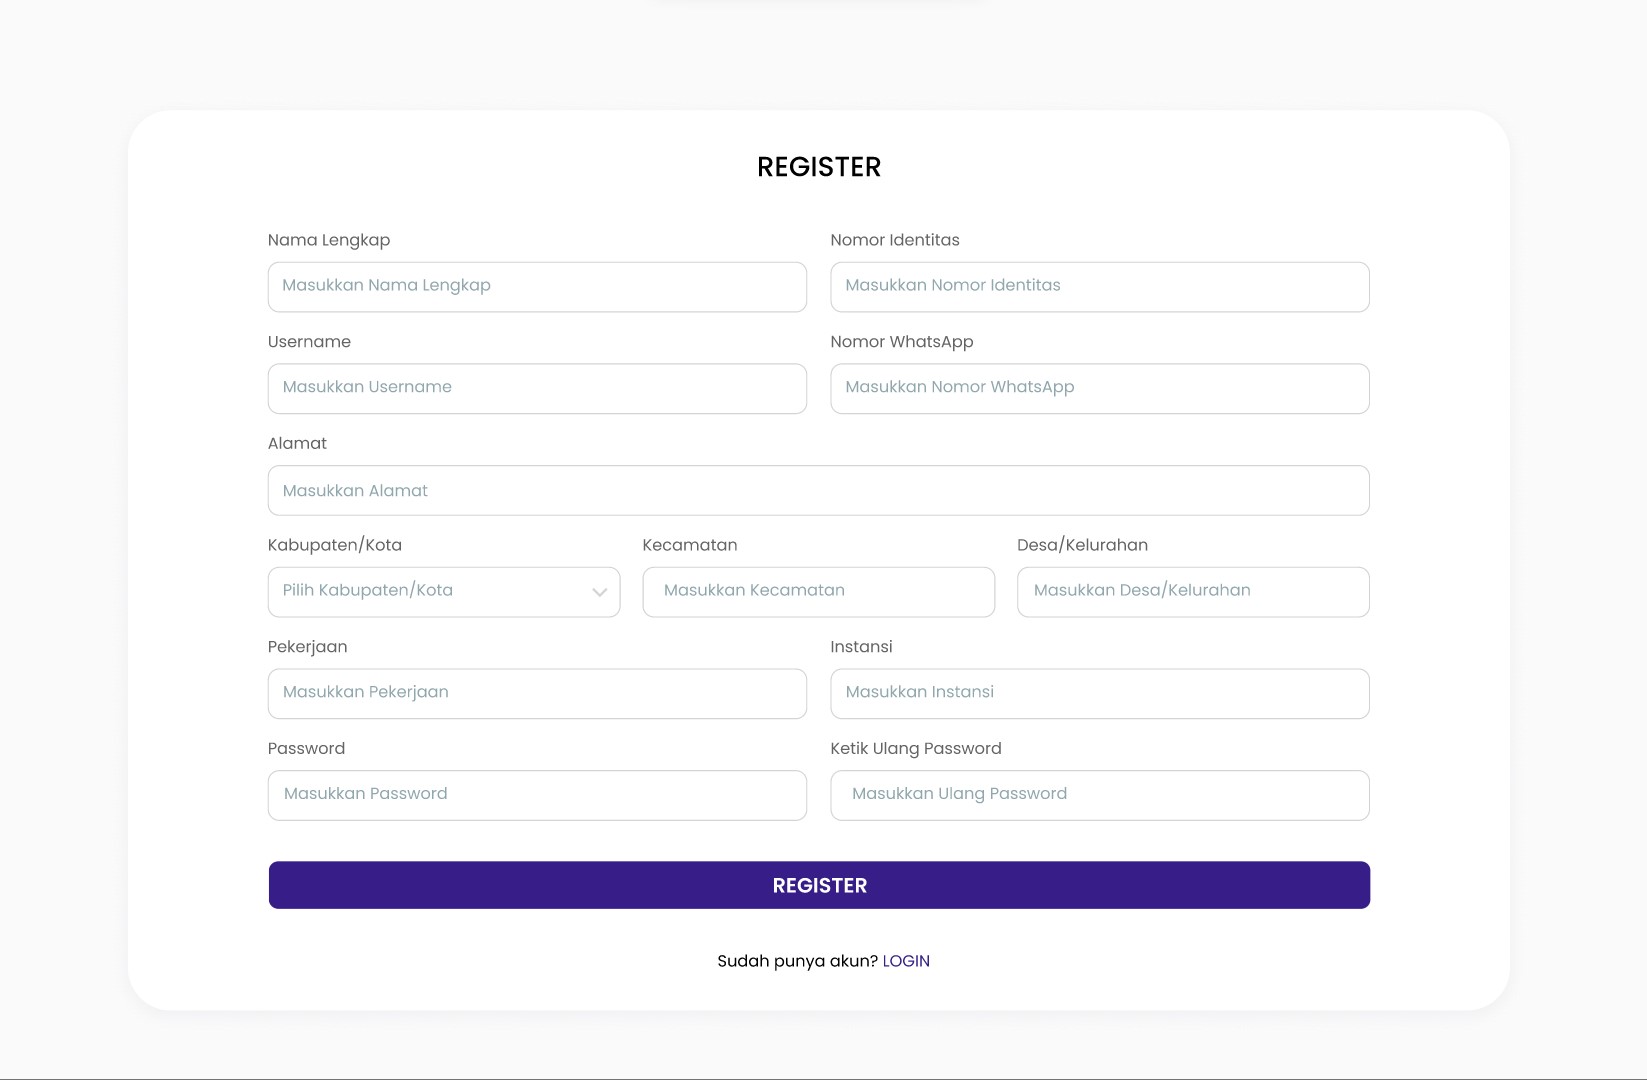 REGISTER
Nama Lengkap
Nomor Identitas
Masukkan Nama Lengkap
Masukkan Nomor Identitas
Username
Nomor WhatsApp
Masukkan Username
Masukkan Nomor WhatsApp
Alamat
Masukkan Alamat
Kabupaten/Kota
Kecamatan
Desa/Kelurahan
Pilih Kabupaten/Kota
Masukkan Kecamatan
Masukkan Desa/Kelurahan
Pekerjaan
Instansi
Masukkan Pekerjaan
Masukkan Instansi
Password
Ketik Ulang Password
Masukkan Password
Masukkan Ulang Password
REGISTER
Sudah punya akun? LOGIN